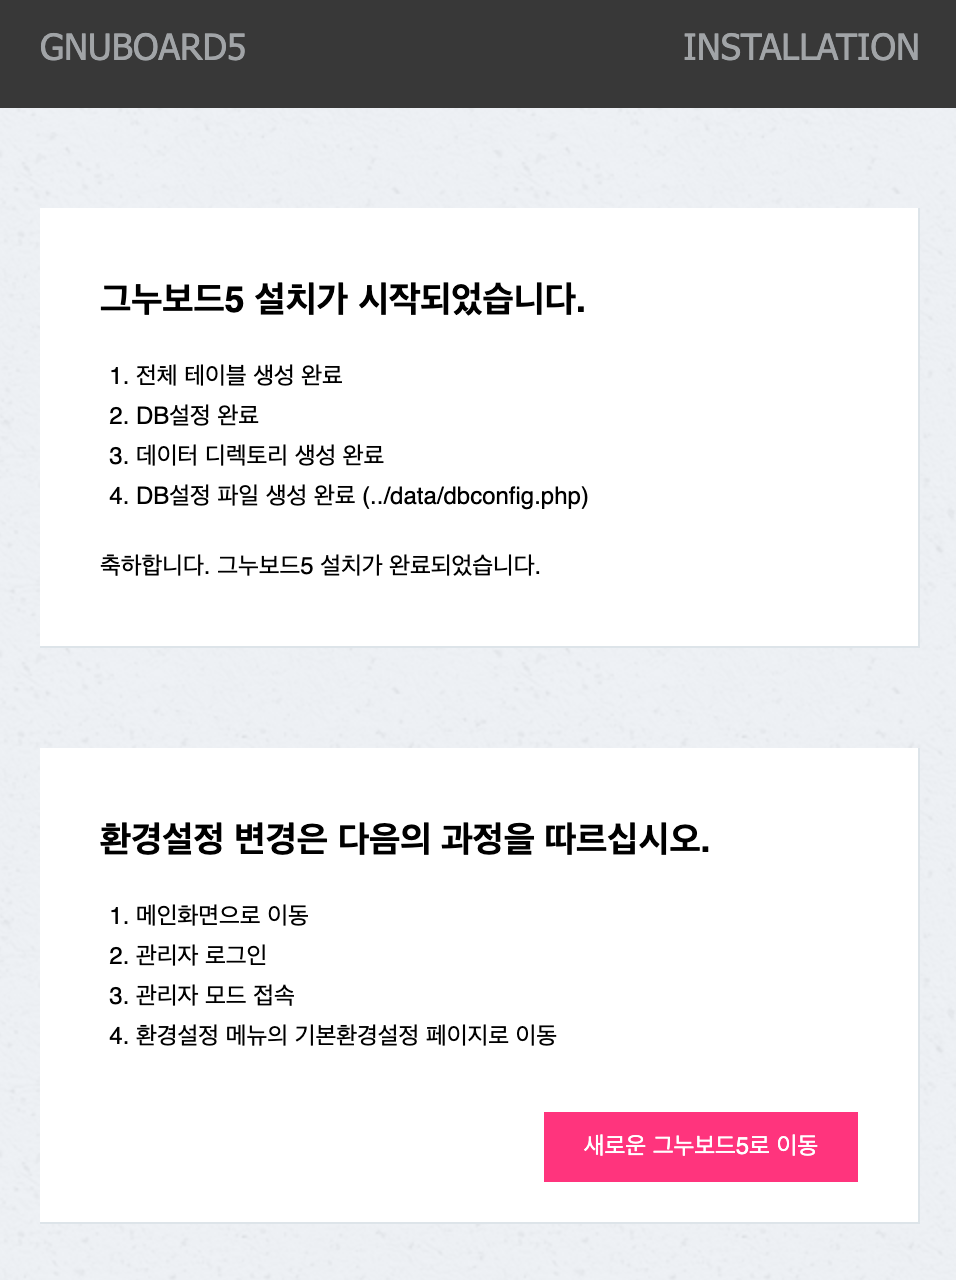 GNUBOARD5 INSTALLATION
그누보드5 설치가 시작되었습니다.
1. 전체 테이블 생성 완료
2. DB설정 완료
3. 데이터 디렉토리 생성 완료
4. DB설정 파일 생성 완료 (../data/dbconfig.php)
축하합니다. 그누보드5 설치가 완료되었습니다.
환경설정 변경은 다음의 과정을 따르십시오.
1. 메인화면으로 이동
2. 관리자 로그인
3. 관리자 모드 접속
4. 환경설정 메뉴의 기본환경설정 페이지로 이동
새로운 그누보드5로 이동